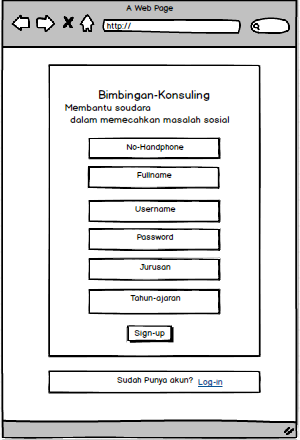 A Web Page
http://
Bimbingan-Konsuling
Membantu soudara
dalam memecahkan masalah sosial
No-Handphone
Fullname
Username
Password
Jurusan
Tahun-ajaran
Sign-up
Sudah Punya akun? Log-in